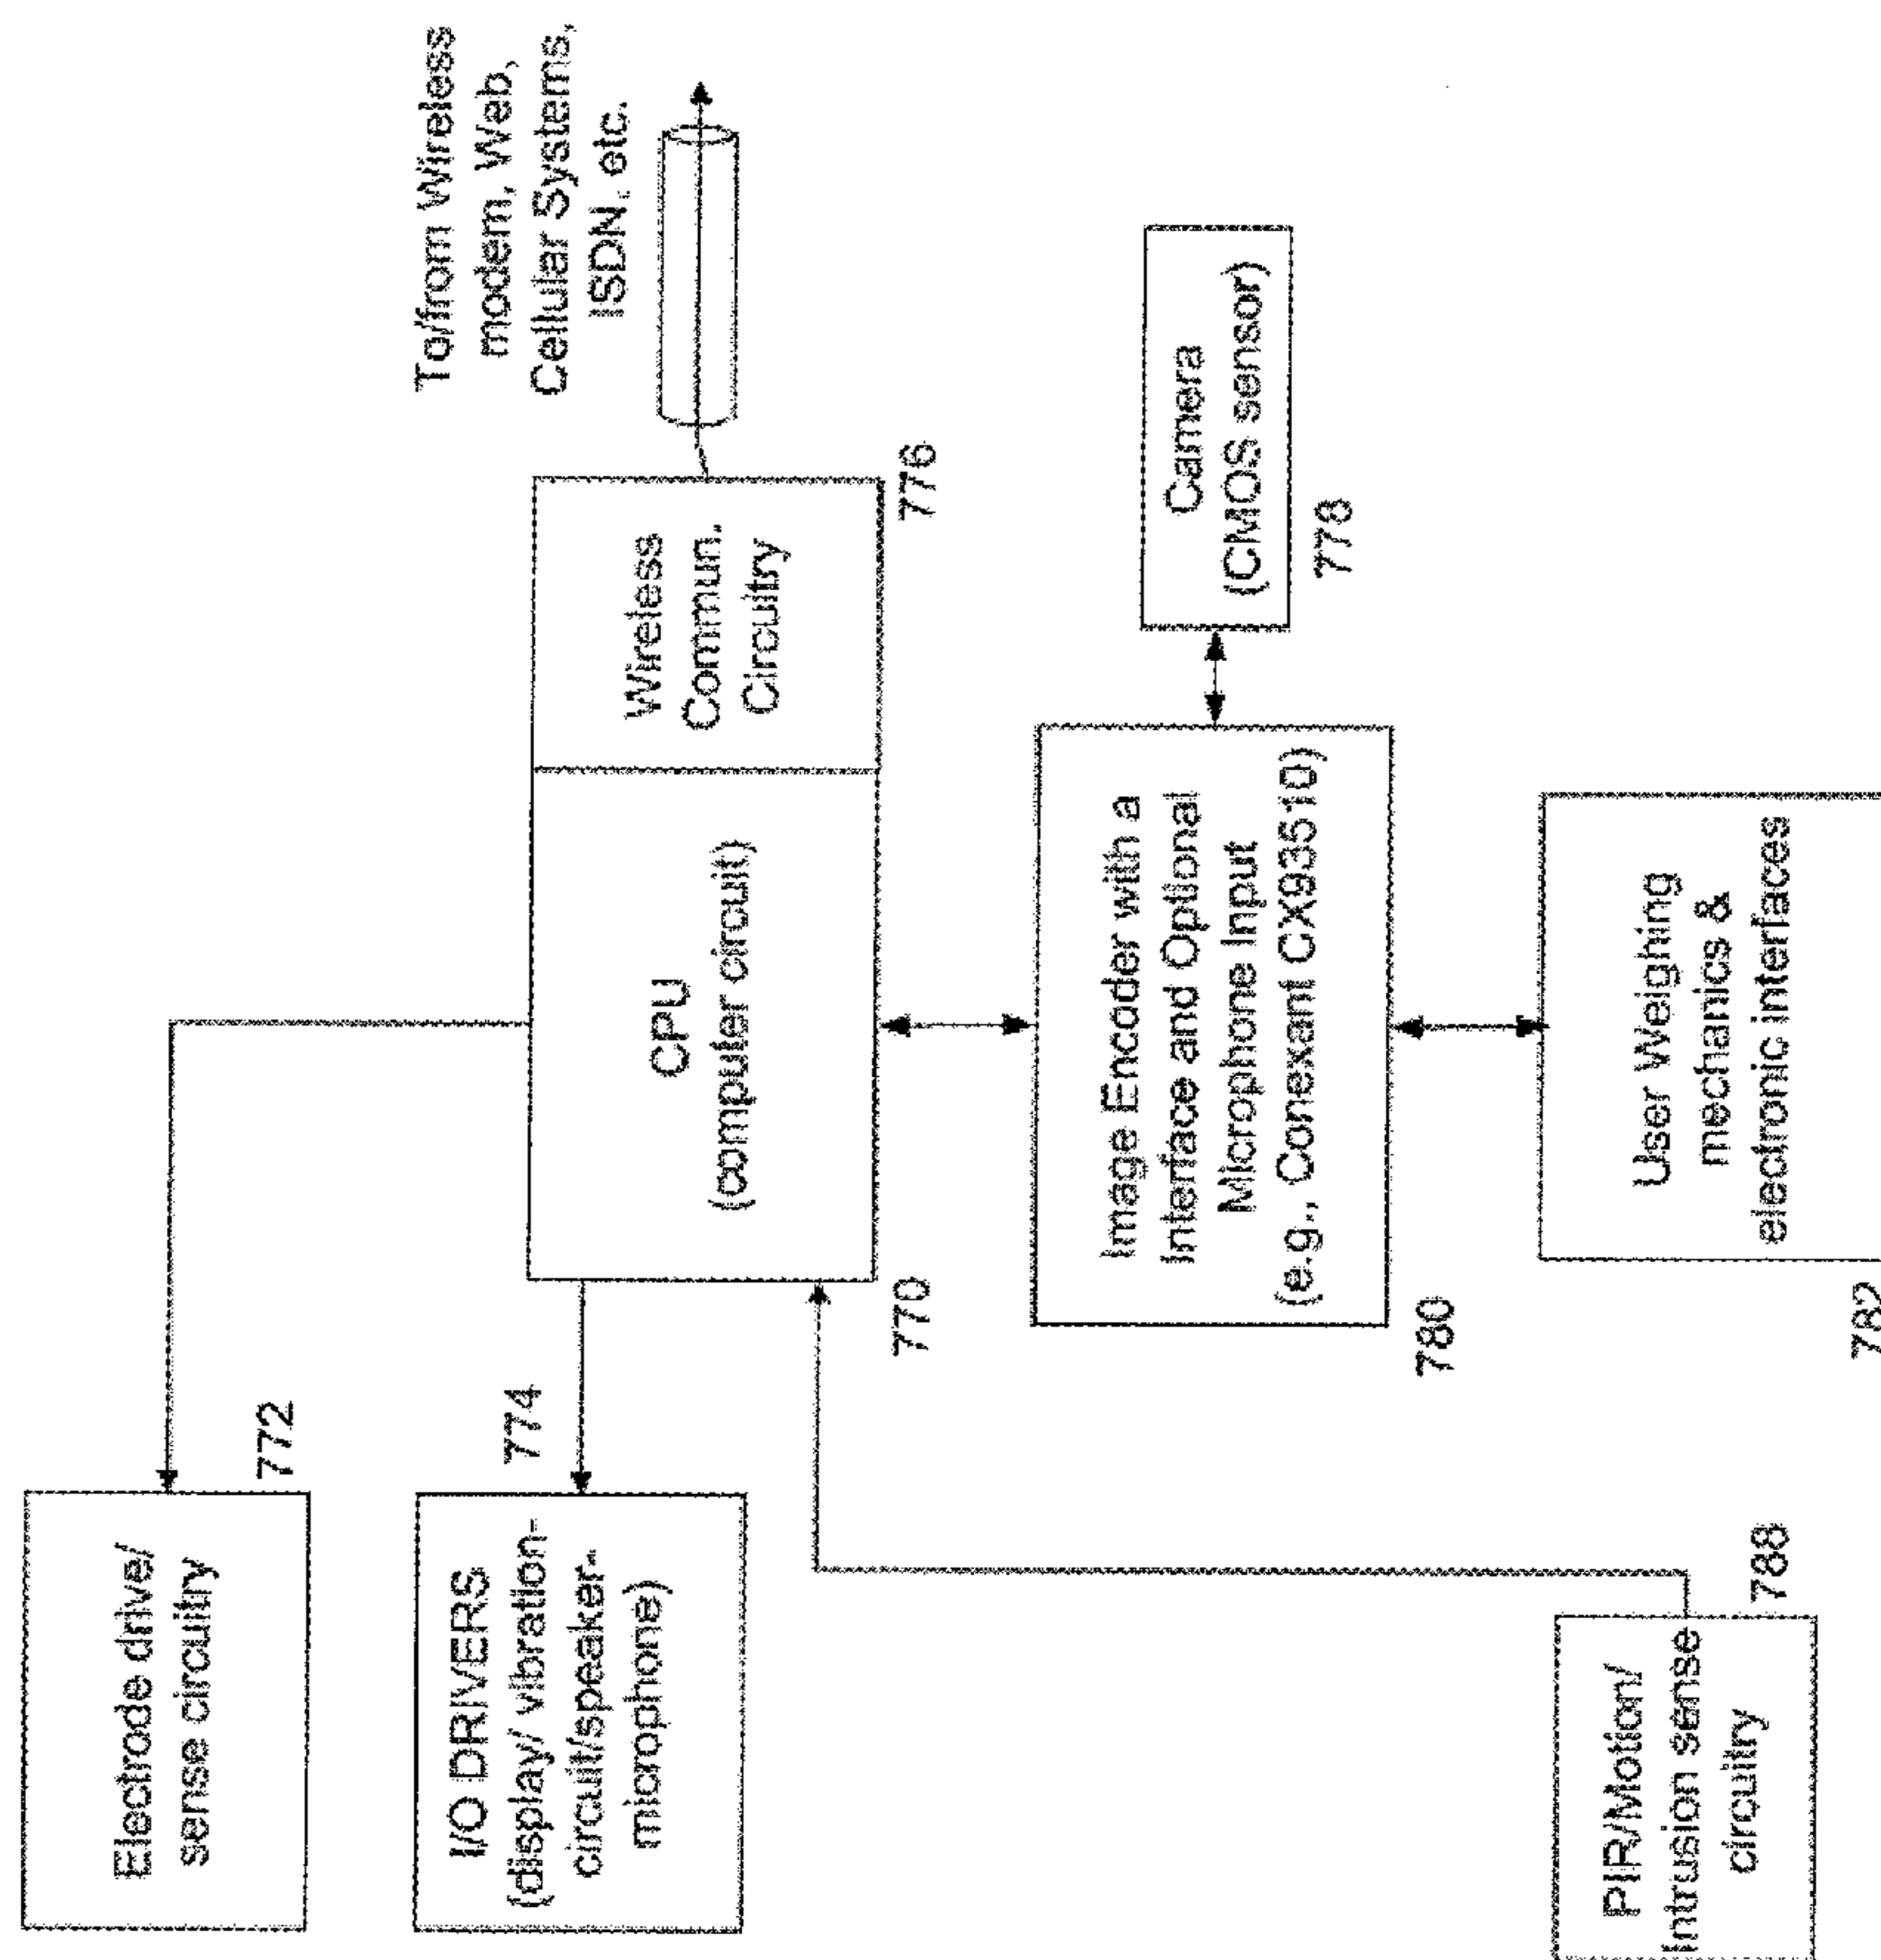 Electrode drive/
sense circuitry
772
I/O DRIVERS
(display/ vibration-
circuit/speaker-
microphone)
774
CPU
(computer circuit)
770
Wireless
Commun.
Circuitry
776
To/from Wireless
modem, Web,
Cellular Systems,
ISDN, etc.
Image Encoder with a
Interface and Optional
Microphone Input
(e.g., Conexant CX93510)
780
Camera
(CMOS sensor)
778
PIR/Motion/
Intrusion sense
circuitry
788
User Weighing
mechanics &
electronic interfaces
782